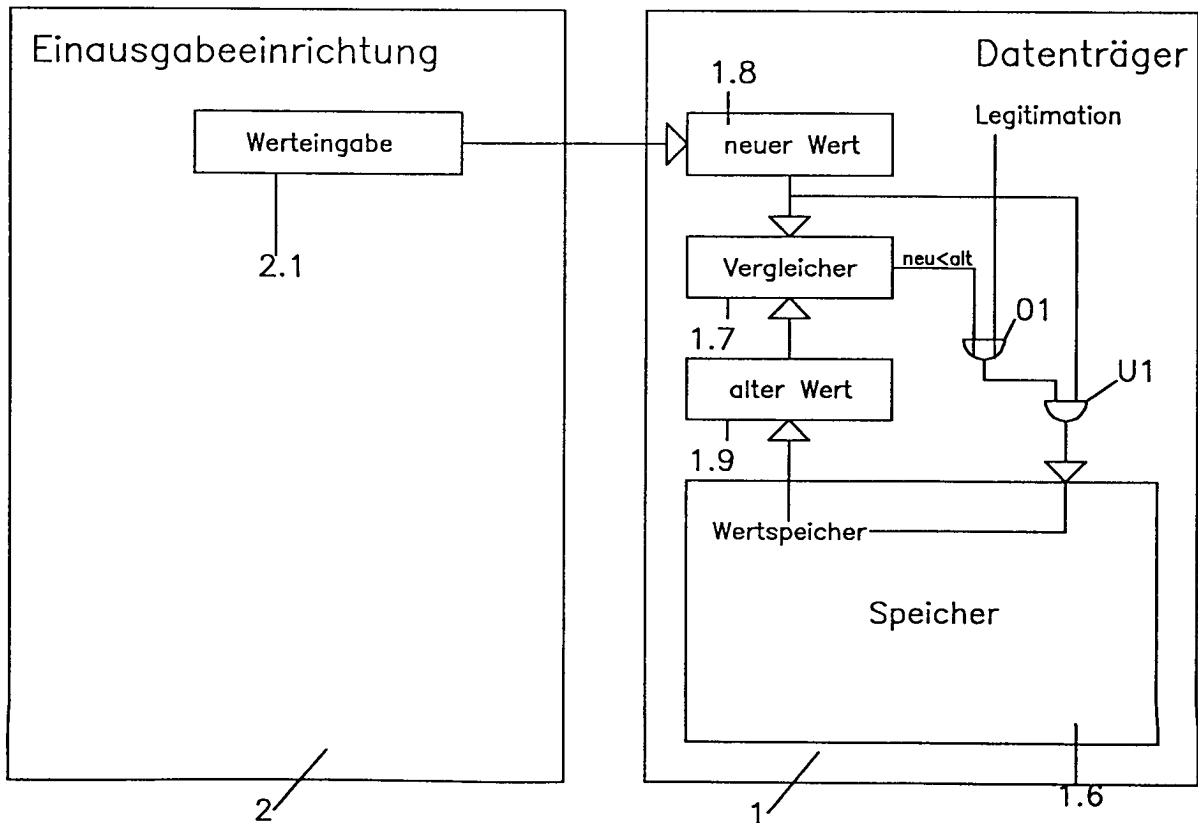 Einausgabeeinrichtung
Werteingabe
2.1
2
Datenträger
1.8
Legitimation
neuer Wert
Vergleicher
neu<alt
1.7
O1
alter Wert
U1
1.9
Wertspeicher
Speicher
1
1.6